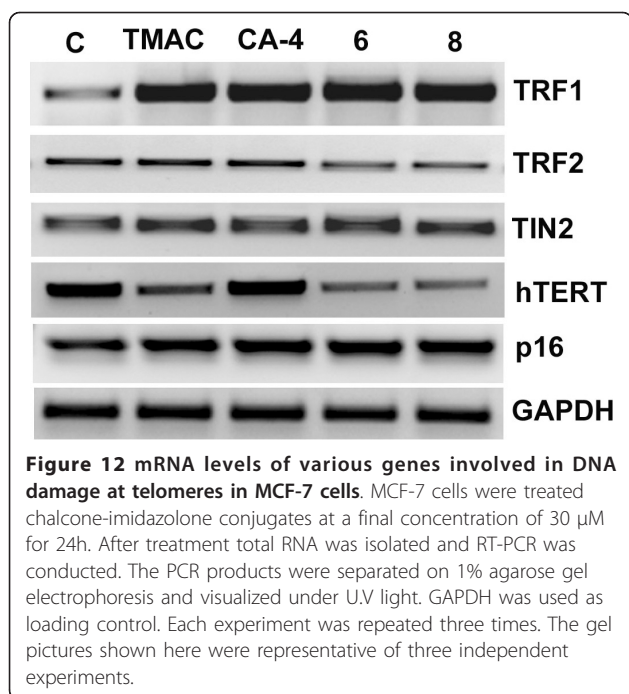 C TMAC CA-4 6 8
TRF1
TRF2
TIN2
hTERT
p16
GAPDH
Figure 12 mRNA levels of various genes involved in DNA
damage at telomeres in MCF-7 cells. MCF-7 cells were treated
chalcone-imidazolone conjugates at a final concentration of 30 μM
for 24h. After treatment total RNA was isolated and RT-PCR was
conducted. The PCR products were separated on 1% agarose gel
electrophoresis and visualized under U.V light. GAPDH was used as
loading control. Each experiment was repeated three times. The gel
pictures shown here were representative of three independent
experiments.